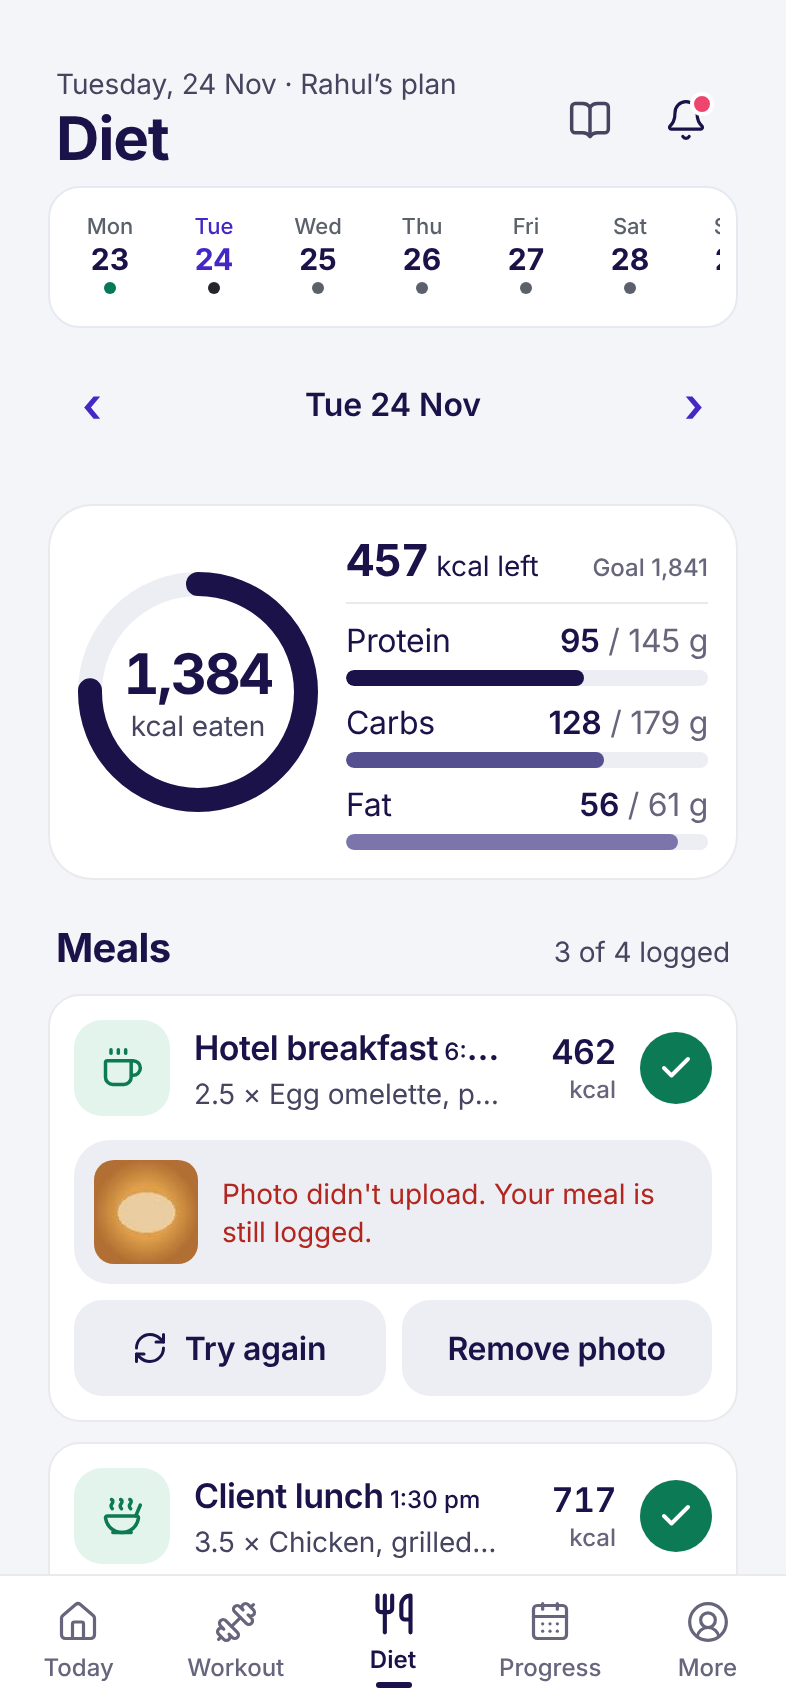 Tuesday, 24 Nov · Rahul’s plan
Diet
Mon Tue Wed Thu Fri Sat
23 24 25 26 27 28
‹ Tue 24 Nov ›
457 kcal left Goal 1,841
1,384
kcal eaten
Protein 95 / 145 g
Carbs 128 / 179 g
Fat 56 / 61 g
Meals 3 of 4 logged
Hotel breakfast 6:... 462
2.5 × Egg omelette, p... kcal
Photo didn't upload. Your meal is
still logged.
Try again Remove photo
Client lunch 1:30 pm 717
3.5 × Chicken, grilled... kcal
Today Workout Diet Progress More